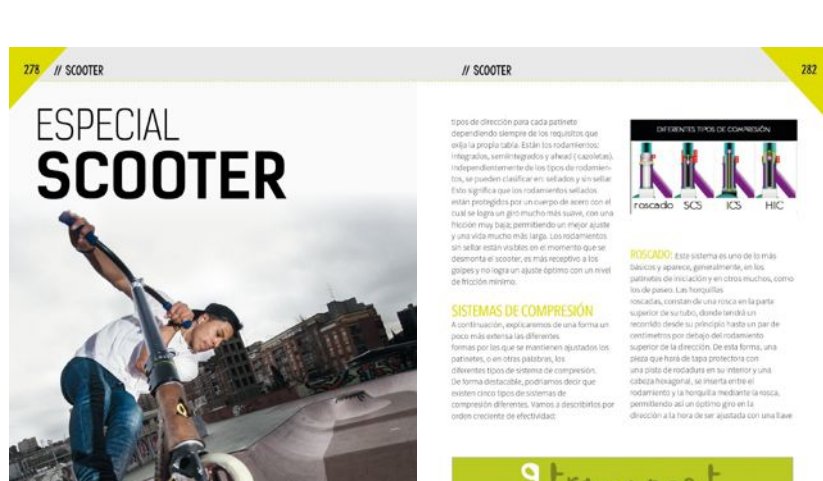 278 // SCOOTER
ESPECIAL
SCOOTER
// SCOOTER 282
tipos de dirección para cada patinete
dependiendo siempre de los requisitos que
exija la propia tabla. Están los rodamientos:
integrados, semiintegrados y ahead ( cazoletas).
Independientemente de los tipos de rodamien-
tos, se pueden clasificar en: sellados y sin sellar.
Esto significa que los rodamientos sellados
están protegidos por un cuerpo de acero con el
cual se logra un giro mucho más suave, con una
fricción muy baja; permitiendo un mejor ajuste
y una vida mucho más larga. Los rodamientos
sin sellar están visibles en el momento que se
desmonta el scooter, es más receptivo a los
golpes y no logra un ajuste óptimo con un nivel
de fricción mínimo.
SISTEMAS DE COMPRESIÓN
A continuación, explicaremos de una forma un
poco más extensa las diferentes
formas por las que se mantienen ajustados los
patinetes, o en otras palabras, los
diferentes tipos de sistema de compresión.
De forma destacable, podríamos decir que
existen cinco tipos de sistemas de
compresión diferentes. Vamos a describirlos por
orden creciente de efectividad:
DIFERENTES TIPOS DE COMPRESIÓN
roscado SCS ICS HIC
ROSCADO: Este sistema es uno de lo más
básicos y aparece, generalmente, en los
patinetes de iniciación y en otros muchos, como
los de paseo. Las horquillas
roscadas, constan de una rosca en la parte
superior de su tubo, donde tendrá un
recorrido desde su principio hasta un par de
centímetros por debajo del rodamiento
superior de la dirección. De esta forma, una
pieza que hará de tapa protectora con
una pista de rodadura en su interior y una
cabeza hexagonal, se inserta entre el
rodamiento y la horquilla mediante la rosca,
permitiendo así un óptimo giro en la
dirección a la hora de ser ajustada con una llave